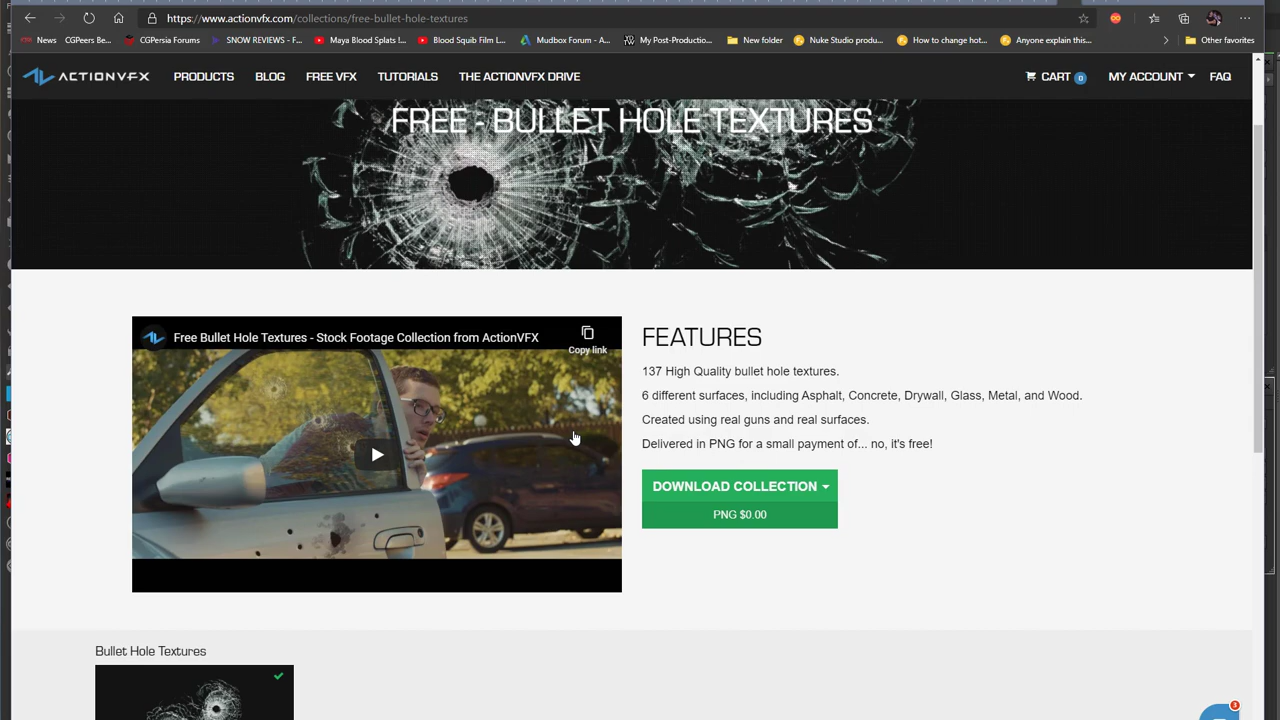 https://www.actionvfx.com/collections/free-bullet-hole-textures
News
CGPeers Be...
CGPersia Forums
SNOW REVIEWS - F...
Maya Blood Splats !...
Blood Squib Film L...
Mudbox Forum - A...
My Post-Productio...
New folder
Nuke Studio produ...
How to change hot...
Anyone explain this...
Other favorites
ACTIONVFX
PRODUCTS
BLOG
FREE VFX
TUTORIALS
THE ACTIONVFX DRIVE
CART 0
MY ACCOUNT
FAQ
FREE - BULLET HOLE TEXTURES
Free Bullet Hole Textures - Stock Footage Collection from ActionVFX
Copy link
FEATURES
137 High Quality bullet hole textures.
6 different surfaces, including Asphalt, Concrete, Drywall, Glass, Metal, and Wood.
Created using real guns and real surfaces.
Delivered in PNG for a small payment of... no, it's free!
DOWNLOAD COLLECTION
PNG $0.00
Bullet Hole Textures
3